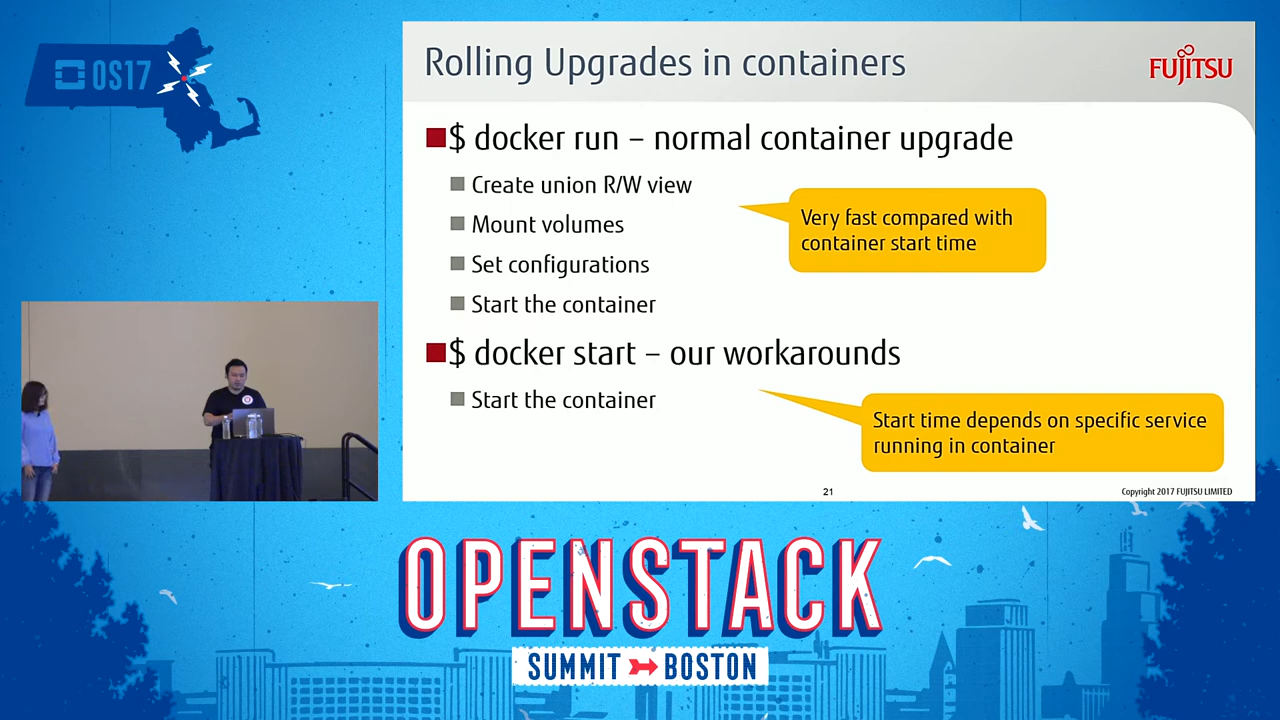 OS17
Rolling Upgrades in containers
FUJITSU
$ docker run – normal container upgrade
Create union R/W view
Mount volumes
Set configurations
Start the container
Very fast compared with
container start time
$ docker start – our workarounds
Start the container
Start time depends on specific service
running in container
21
Copyright 2017 FUJITSU LIMITED
OPENSTACK
SUMMIT BOSTON